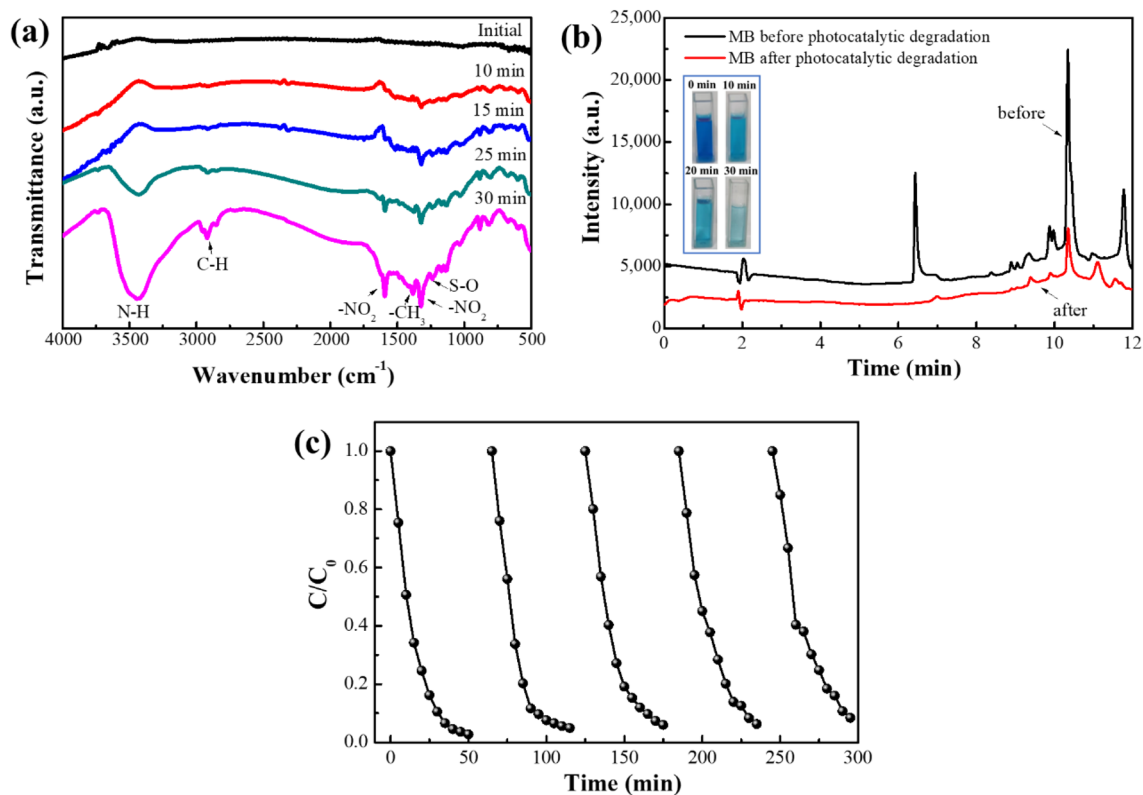 (a)
Initial
10 min
15 min
25 min
30 min
C-H
N-H
-NO2
-CH3
S-O
-NO2
Transmittance (a.u.)
4000 3500 3000 2500 2000 1500 1000 500
Wavenumber (cm-1)
(b)
MB before photocatalytic degradation
MB after photocatalytic degradation
0 min 10 min
20 min 30 min
before
after
25,000
20,000
15,000
10,000
5,000
0
Intensity (a.u.)
0 2 4 6 8 10 12
Time (min)
(c)
1.0
0.8
0.6
0.4
0.2
0.0
C/C0
0 50 100 150 200 250 300
Time (min)